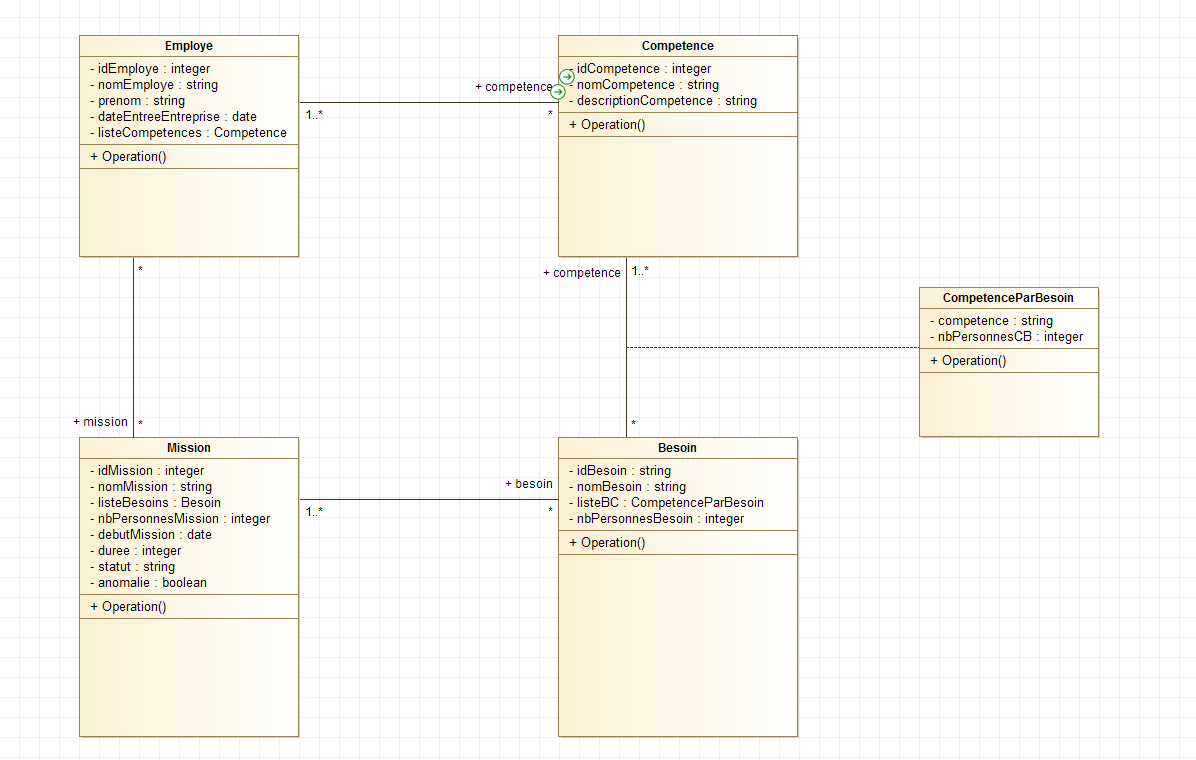 Employe
- idEmploye : integer
- nomEmploye : string
- prenom : string
- dateEntreeEntreprise : date
- listeCompetences : Competence
+ Operation()
+ competence
1..*
*
Competence
- idCompetence : integer
- nomCompetence : string
- descriptionCompetence : string
+ Operation()
*
+ mission
*
+ competence
1..*
*
CompetenceParBesoin
- competence : string
- nbPersonnesCB : integer
+ Operation()
Mission
- idMission : integer
- nomMission : string
- listeBesoins : Besoin
- nbPersonnesMission : integer
- debutMission : date
- duree : integer
- statut : string
- anomalie : boolean
+ Operation()
+ besoin
1..*
*
Besoin
- idBesoin : string
- nomBesoin : string
- listeBC : CompetenceParBesoin
- nbPersonnesBesoin : integer
+ Operation()